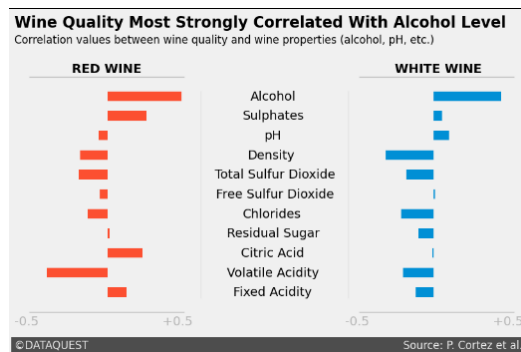 Wine Quality Most Strongly Correlated With Alcohol Level
Correlation values between wine quality and wine properties (alcohol, pH, etc.)
RED WINE
WHITE WINE
Alcohol
Sulphates
pH
Density
Total Sulfur Dioxide
Free Sulfur Dioxide
Chlorides
Residual Sugar
Citric Acid
Volatile Acidity
Fixed Acidity
-0.5 +0.5 -0.5 +0.5
©DATAQUEST Source: P. Cortez et al.